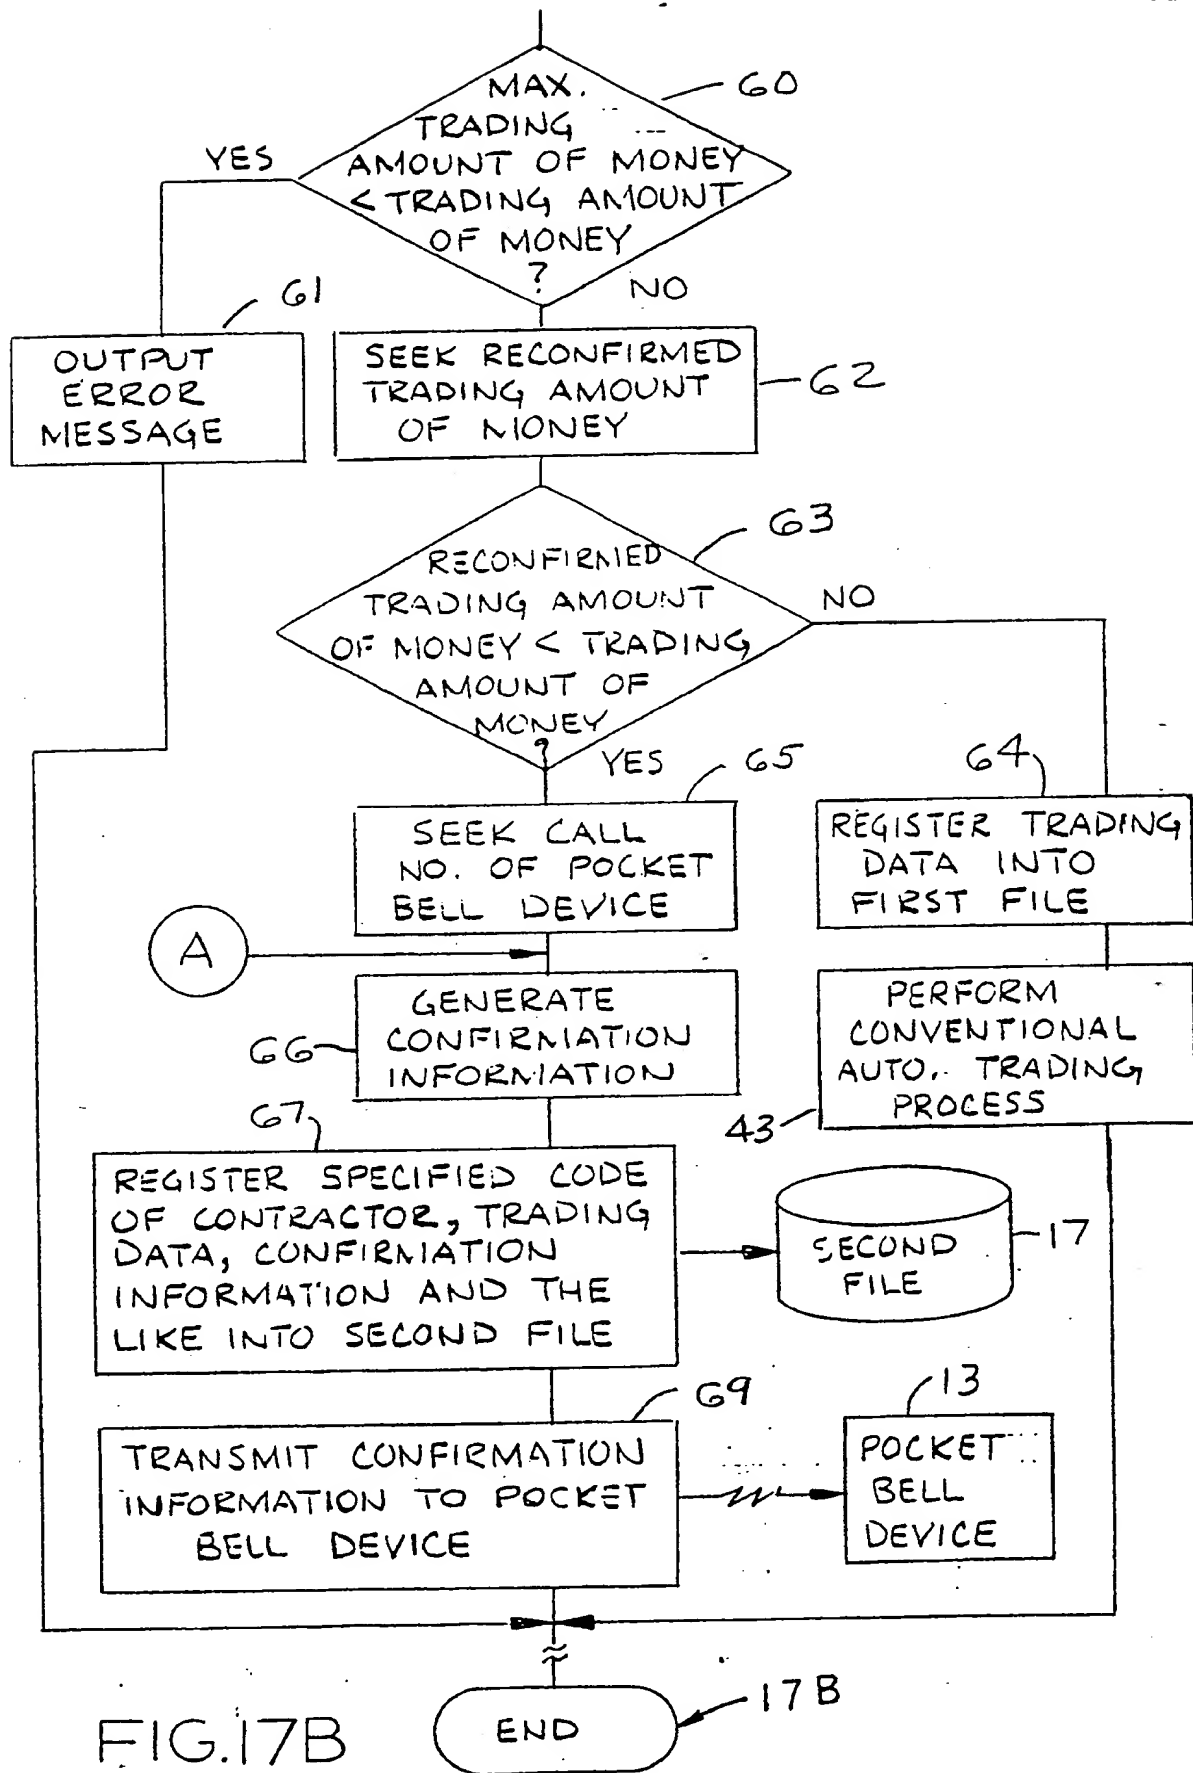 MAX.
TRADING
AMOUNT OF MONEY
< TRADING AMOUNT
OF MONEY
?
60
YES
NO
61
OUTPUT
ERROR
MESSAGE
SEEK RECONFIRMED
TRADING AMOUNT
OF MONEY
62
63
RECONFIRMED
TRADING AMOUNT
OF MONEY < TRADING
AMOUNT OF
MONEY
?
NO
YES
65
64
SEEK CALL
NO. OF POCKET
BELL DEVICE
REGISTER TRADING
DATA INTO
FIRST FILE
A
GENERATE
CONFIRMATION
INFORMATION
66
PERFORM
CONVENTIONAL
AUTO. TRADING
PROCESS
43
67
REGISTER SPECIFIED CODE
OF CONTRACTOR, TRADING
DATA, CONFIRMATION
INFORMATION AND THE
LIKE INTO SECOND FILE
SECOND
FILE
17
69
13
TRANSMIT CONFIRMATION
INFORMATION TO POCKET
BELL DEVICE
POCKET
BELL
DEVICE
END
17B
FIG.17B